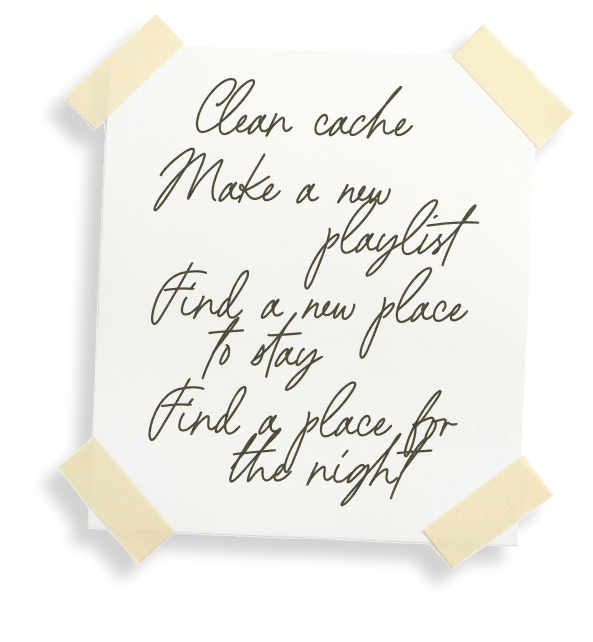 Clean cache
Make a new
playlist
Find a new place
to stay
Find a place for
the night